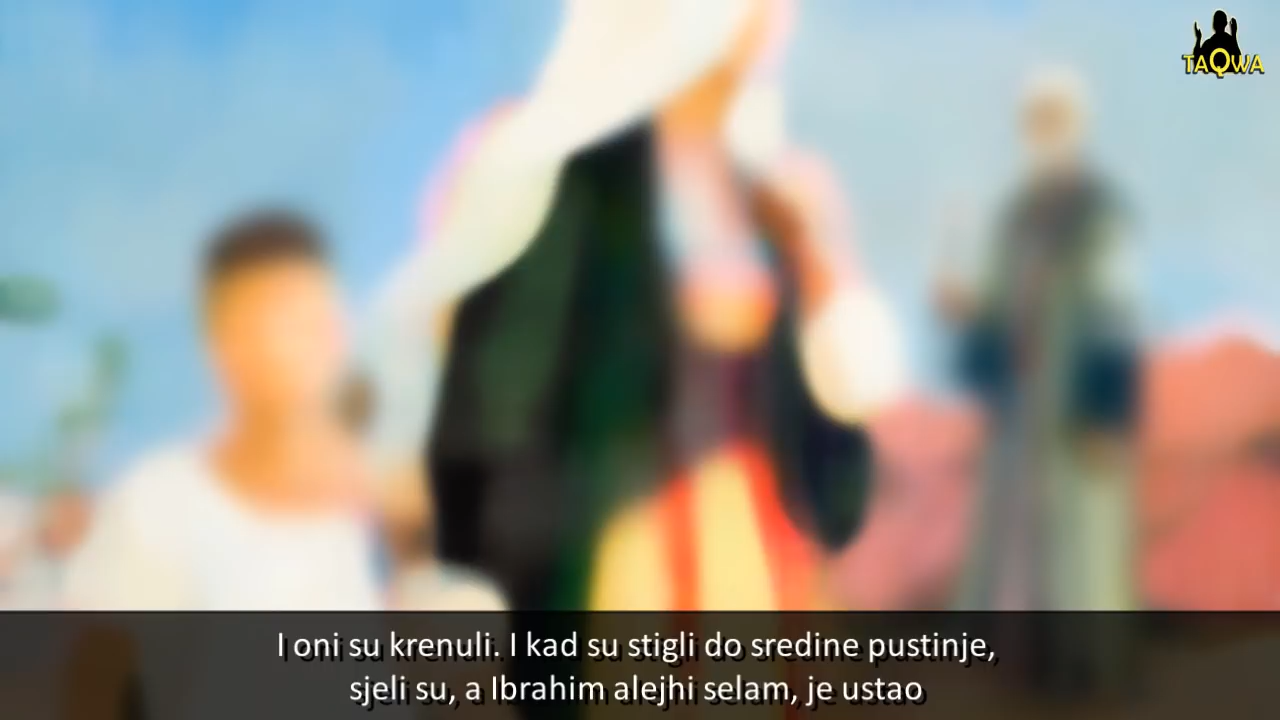 TAQWA
I oni su krenuli. I kad su stigli do sredine pustinje,
sjeli su, a Ibrahim alejhi selam, je ustao